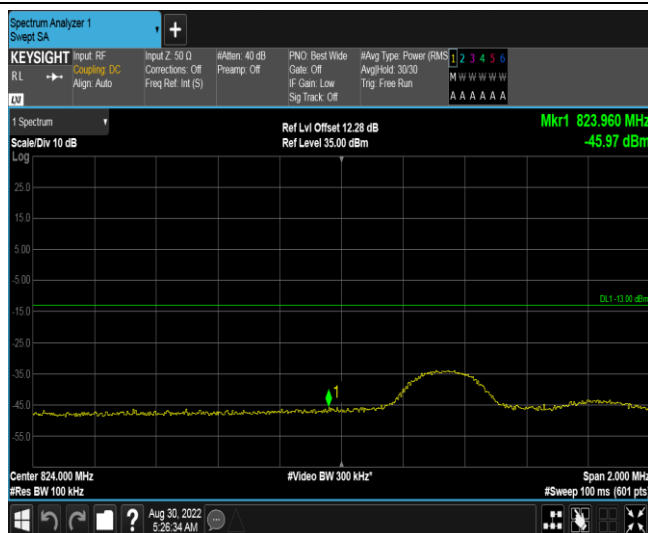 Spectrum Analyzer 1
Swept SA
+
KEYSIGHT
RL
LXI
Input: RF
Coupling: DC
Align: Auto
Input Z: 50 Ω
Corrections: Off
Freq Ref: Int (S)
#Atten: 40 dB
Preamp: Off
PNO: Best Wide
Gate: Off
IF Gain: Low
Sig Track: Off
#Avg Type: Power (RMS
Avg|Hold: 30/30
Trig: Free Run
1 2 3 4 5 6
M W W W W W
A A A A A A
1 Spectrum
Scale/Div 10 dB
Log
Ref Lvl Offset 12.28 dB
Ref Level 35.00 dBm
Mkr1 823.960 MHz
-45.97 dBm
25.0
15.0
5.00
-5.00
-15.0
-25.0
-35.0
-45.0
-55.0
DL1 -13.00 dBm
1
Center 824.000 MHz
#Res BW 100 kHz
#Video BW 300 kHz*
Span 2.000 MHz
#Sweep 100 ms (601 pts)
?
Aug 30, 2022
5:26:34 AM